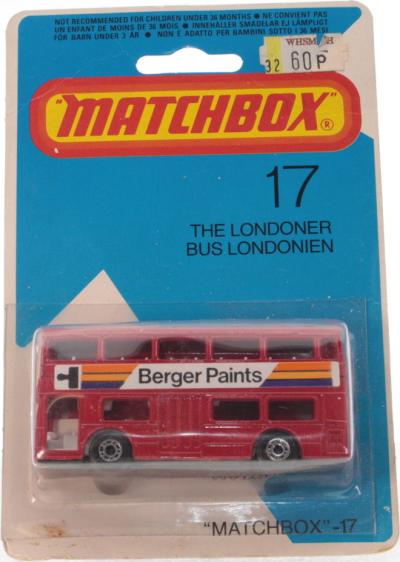 NOT RECOMMENDED FOR CHILDREN UNDER 36 MONTHS • NE CONVIENT PAS
UN ENFANT DE MOINS DE 36 MOIS • INNEHÅLLER SMÅDELAR EJ LÄMPLIGT
FÖR BARN UNDER 3 ÅR • NON E ADATTO PER BAMBINI SOTTO I 36 MESI
WHSMITH
32 60P
"MATCHBOX"®
17
THE LONDONER
BUS LONDONIEN
Berger Paints
"MATCHBOX"-17